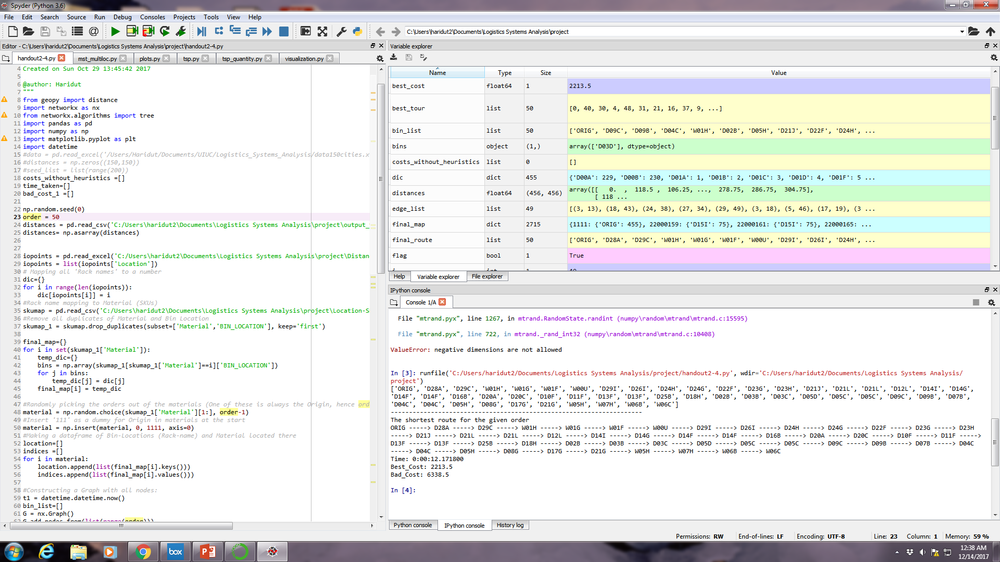 Spyder (Python 3.6)
File Edit Search Source Run Debug Consoles Projects Tools View Help
C:\Users\haridut2\Documents\Logistics Systems Analysis\project
Editor - C:\Users\haridut2\Documents\Logistics Systems Analysis\project\handout2-4.py
handout2-4.py mst_multiloc.py plots.py tsp.py tsp_quantity.py visualization.py
4 Created on Sun Oct 29 13:45:42 2017
5
6 @author: Haridut
7 """
8 from geopy import distance
9 import networkx as nx
10 from networkx.algorithms import tree
11 import pandas as pd
12 import numpy as np
13 import matplotlib.pyplot as plt
14 import datetime
15 #data = pd.read_excel('/Users/Haridut/Documents/UIUC/Logistics_Systems_Analysis/data150cities.x
16 #distances = np.zeros((150,150))
17 #seed_list = list(range(200))
18 costs_without_heuristics =[]
19 time_taken=[]
20 bad_cost_1 =[]
21
22 np.random.seed(0)
23 order = 50
24 distances = pd.read_csv('C:/Users\haridut2\Documents\Logistics Systems Analysis\project\output_
25 distances= np.asarray(distances)
26
27
28 iopoints = pd.read_excel('C:/Users\haridut2\Documents\Logistics Systems Analysis\project\Distan
29 iopoints = list(iopoints['Location'])
30 # Mapping all 'Rack names' to a number
31 dic={}
32 for i in range(len(iopoints)):
33 dic[iopoints[i]] = i
34 #Rack name mapping to Material (SKUs)
35 skumap = pd.read_csv('C:/Users\haridut2\Documents\Logistics Systems Analysis\project\Location-S
36 #Remove all duplicates of Material and Bin Location
37 skumap_1 = skumap.drop_duplicates(subset=['Material','BIN_LOCATION'], keep='first')
38
39 final_map={}
40 for i in set(skumap_1['Material']):
41 temp_dic={}
42 bins = np.array(skumap_1[skumap_1['Material']==i]['BIN_LOCATION'])
43 for j in bins:
44 temp_dic[j] = dic[j]
45 final_map[i] = temp_dic
46
47 #Randomly picking the orders out of the materials (One of these is always the Origin, hence ord
48 material = np.random.choice(skumap_1['Material'][1:], order-1)
49 #Insert '111' as a dummy for Origin in materials at the start
50 material = np.insert(material, 0, 1111, axis=0)
51 #Making a dataframe of Bin-Locations (Rack-name) and Material located there
52 location=[]
53 indices =[]
54 for i in material:
55 location.append(list(final_map[i].keys()))
56 indices.append(list(final_map[i].values()))
57
58 #Constructing a Graph with all nodes:
59 t1 = datetime.datetime.now()
60 bin_list=[]
61 G = nx.Graph()
62 G.add_nodes_from(list(range(order)))
Variable explorer
Name Type Size Value
best_cost float64 1 2213.5
best_tour list 50 [0, 40, 30, 4, 48, 31, 21, 16, 37, 9, ...]
bin_list list 50 ['ORIG', 'D09C', 'D09B', 'D04C', 'W01H', 'D02B', 'D05H', 'D21J', 'D22F', 'D24H', ...
bins object (1,) array(['D03D'], dtype=object)
costs_without_heuristics list 0 []
dic dict 455 {'D00A': 229, 'D00B': 230, 'D01A': 1, 'D01B': 2, 'D01C': 3, 'D01D': 4, 'D01F': 5 ...
distances float64 (456, 456) array([[ 0. , 118.5 , 106.25, ..., 278.75, 286.75, 304.75],
[ 118 ...
edge_list list 49 [(3, 13), (18, 43), (24, 38), (27, 34), (29, 49), (3, 18), (5, 46), (17, 19), (3 ...
final_map dict 2715 {1111: {'ORIG': 455}, 22000159: {'D15I': 75}, 22000161: {'D15I': 75}, 22000165: ...
final_route list 50 ['ORIG', 'D28A', 'D29C', 'W01H', 'W01G', 'W01F', 'W00U', 'D29I', 'D26I', 'D24H', ...
flag bool 1 True
Help Variable explorer File explorer
IPython console
Console 1/A
File "mtrand.pyx", line 1267, in mtrand.RandomState.randint (numpy\random\mtrand\mtrand.c:15595)
File "mtrand.pyx", line 722, in mtrand._rand_int32 (numpy\random\mtrand\mtrand.c:10408)
ValueError: negative dimensions are not allowed
In [3]: runfile('C:/Users/haridut2/Documents/Logistics Systems Analysis/project/handout2-4.py', wdir='C:/Users/haridut2/Documents/Logistics Systems Analysis/
project')
['ORIG', 'D28A', 'D29C', 'W01H', 'W01G', 'W01F', 'W00U', 'D29I', 'D26I', 'D24H', 'D24G', 'D22F', 'D23G', 'D23H', 'D21J', 'D21L', 'D21L', 'D12L', 'D14I', 'D14G',
'D14F', 'D14F', 'D16B', 'D20A', 'D20C', 'D10F', 'D11F', 'D13F', 'D13F', 'D25B', 'D18H', 'D02B', 'D03B', 'D03C', 'D05D', 'D05C', 'D05C', 'D09C', 'D09B', 'D07B',
'D04C', 'D04C', 'D05H', 'D08G', 'D17G', 'D21G', 'W05H', 'W07H', 'W06B', 'W06C']
--------------------------------------------------------------------
The shortest route for the given order
ORIG -----> D28A -----> D29C -----> W01H -----> W01G -----> W01F -----> W00U -----> D29I -----> D26I -----> D24H -----> D24G -----> D22F -----> D23G -----> D23H
-----> D21J -----> D21L -----> D21L -----> D12L -----> D14I -----> D14G -----> D14F -----> D14F -----> D16B -----> D20A -----> D20C -----> D10F -----> D11F ----->
D13F -----> D13F -----> D25B -----> D18H -----> D02B -----> D03B -----> D03C -----> D05D -----> D05C -----> D05C -----> D09C -----> D09B -----> D07B -----> D04C
-----> D04C -----> D05H -----> D08G -----> D17G -----> D21G -----> W05H -----> W07H -----> W06B -----> W06C
Time: 0:00:12.171800
Best_Cost: 2213.5
Bad_Cost: 6338.5
In [4]:
Python console IPython console History log
Permissions: RW End-of-lines: LF Encoding: UTF-8 Line: 23 Column: 1 Memory: 59 %
box
12:38 AM
12/14/2017